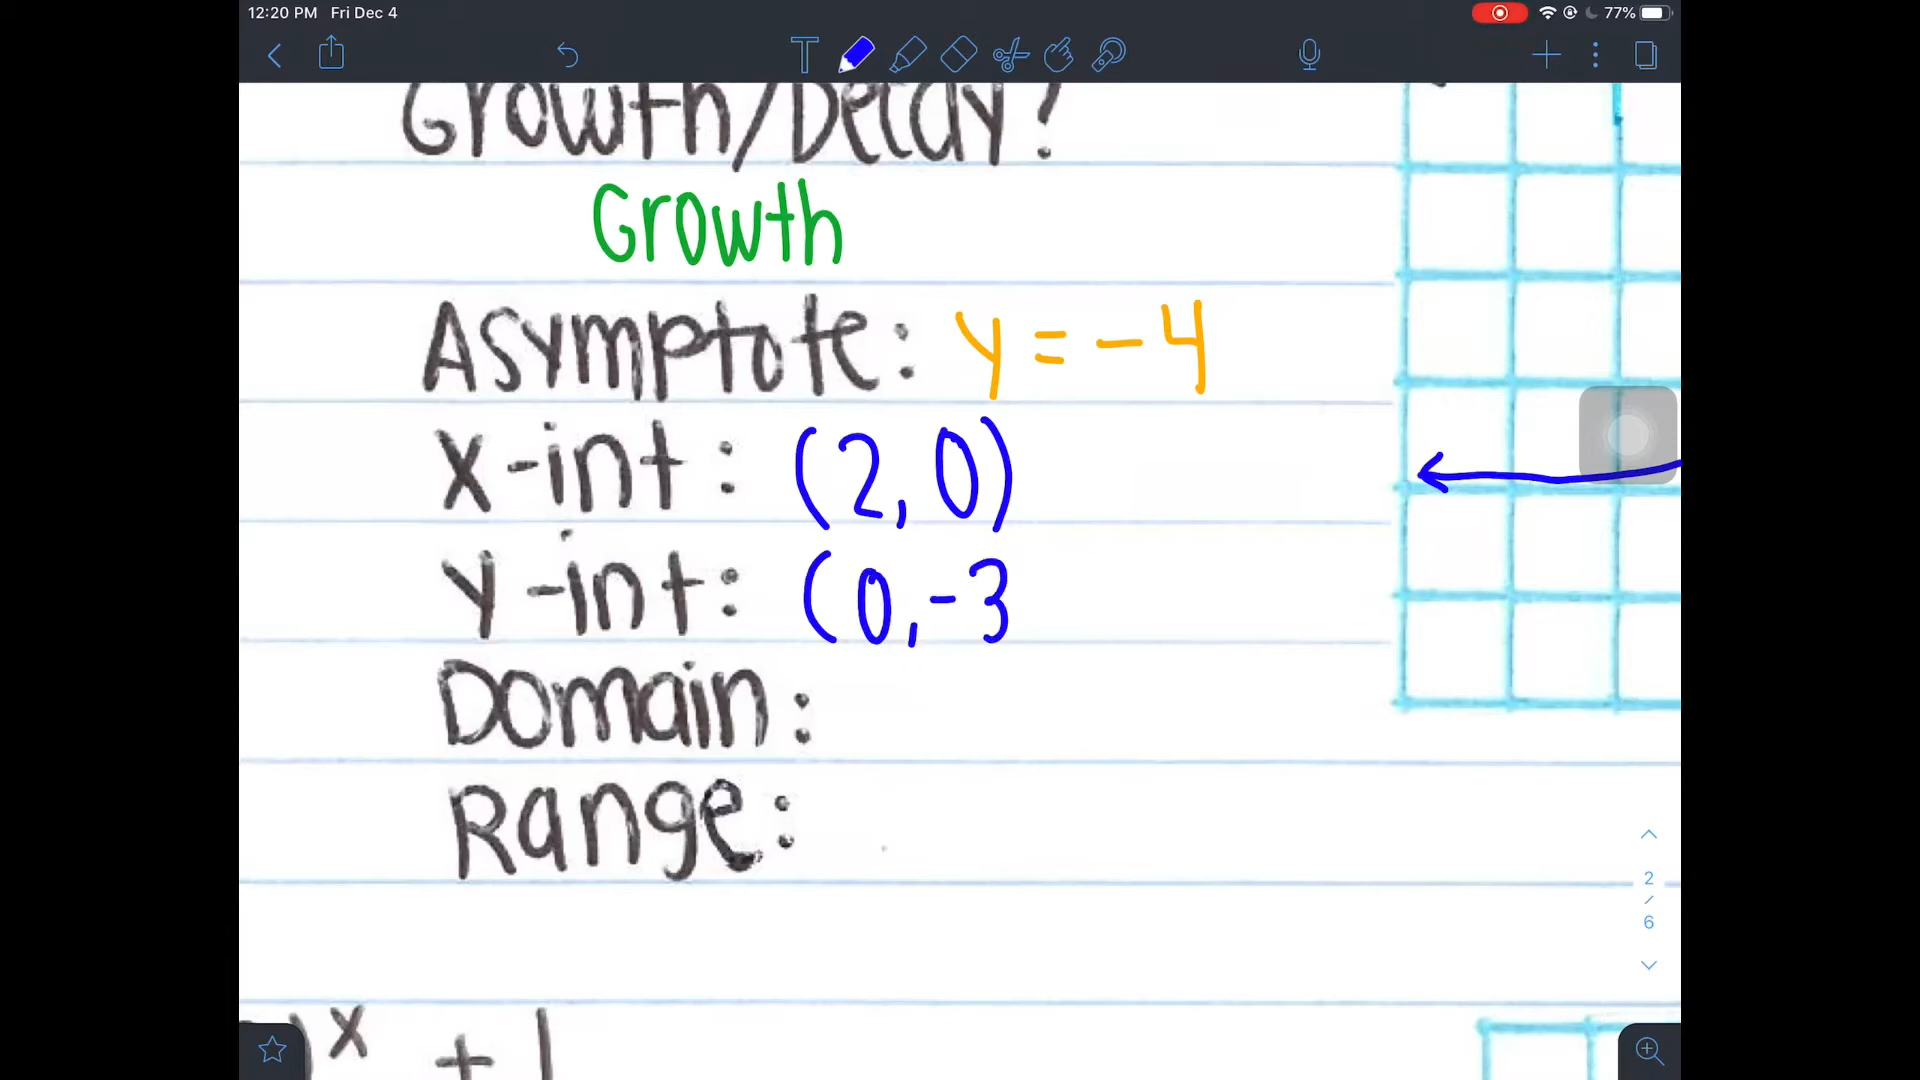 12:20 PM Fri Dec 4
77%
T
Growth/Decay?
Growth
Asymptote: y = -4
x-int: (2, 0)
y-int: (0, -3
Domain:
Range:
2
/
6
)x + 1